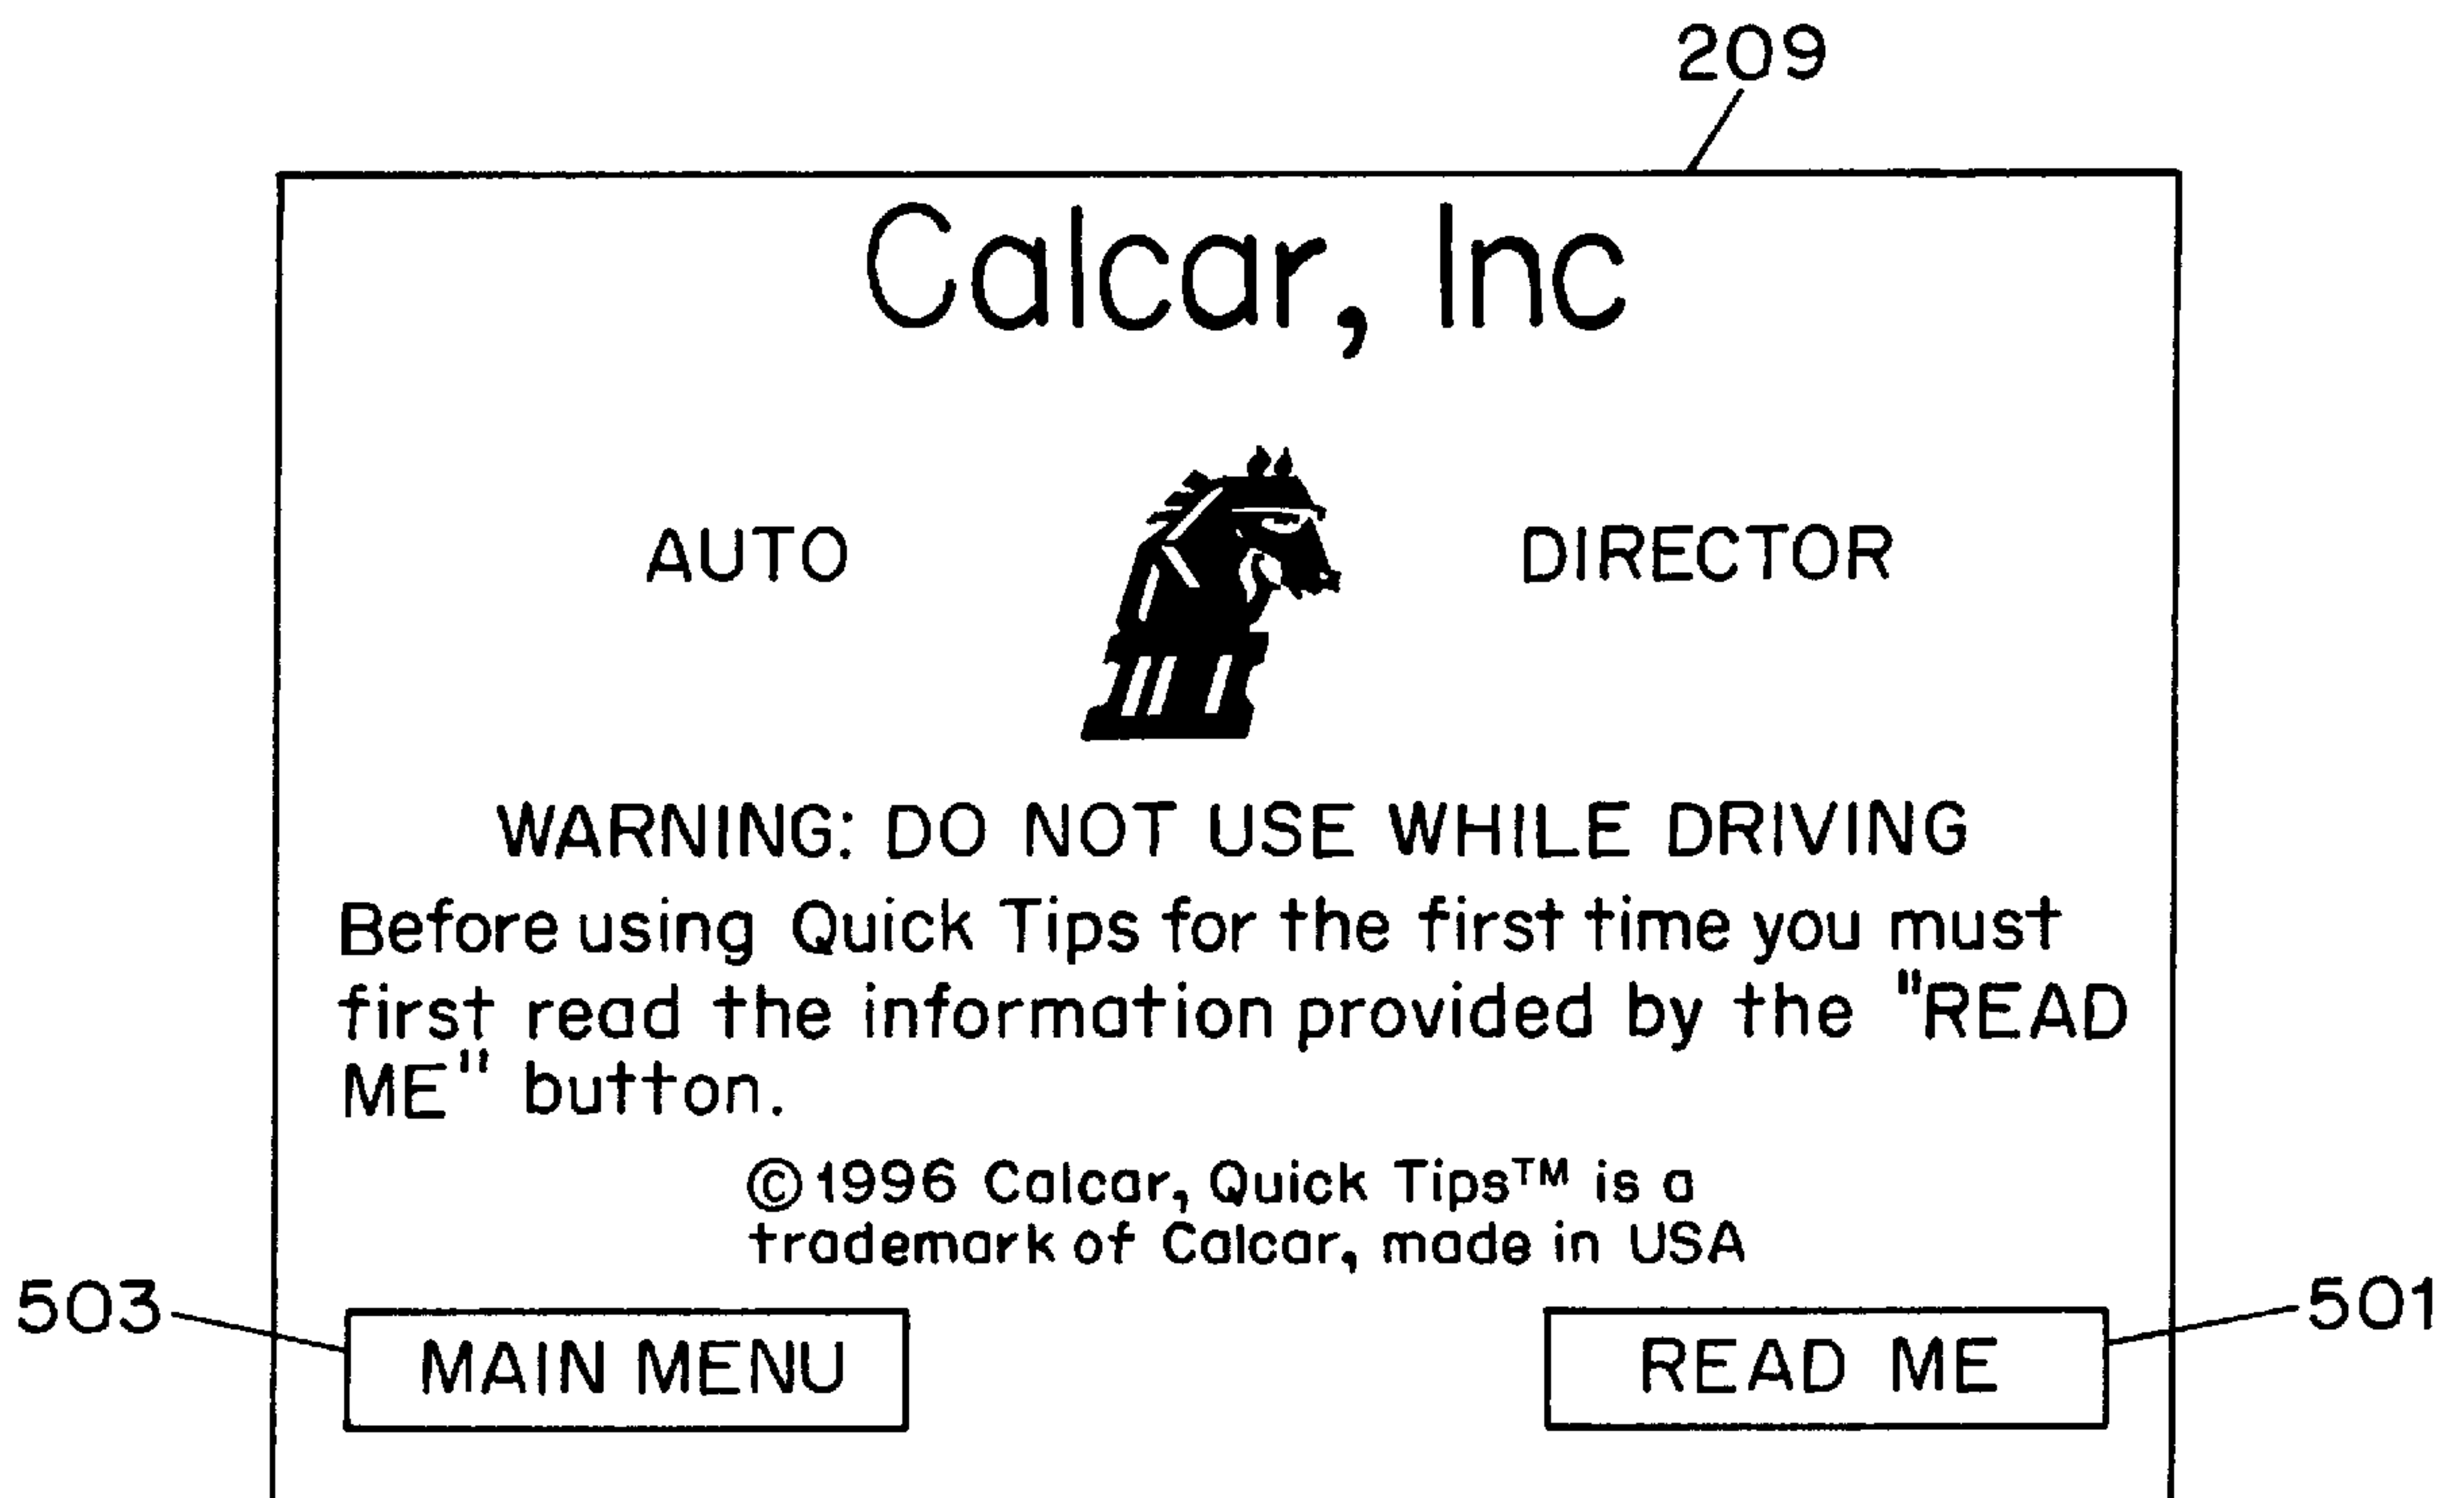 209
Calcar, Inc
AUTO DIRECTOR
WARNING: DO NOT USE WHILE DRIVING
Before using Quick Tips for the first time you must
first read the information provided by the "READ
ME" button.
©1996 Calcar, Quick Tips™ is a
trademark of Calcar, made in USA
503 MAIN MENU READ ME 501